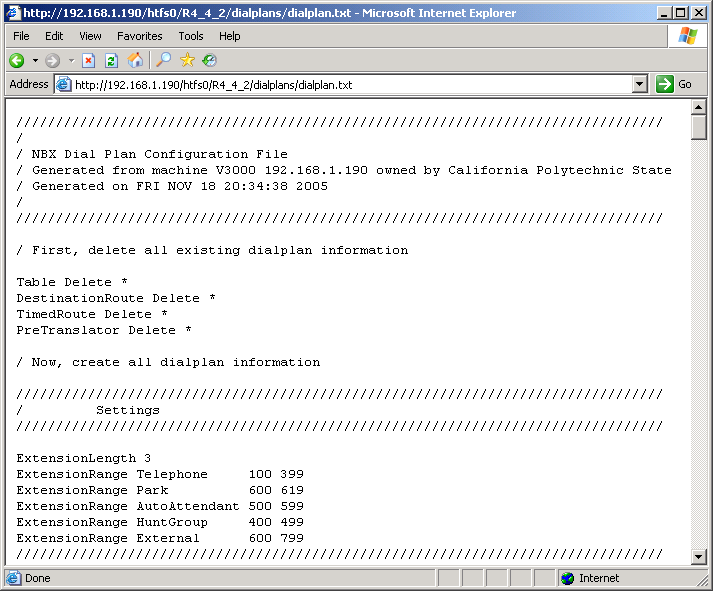 http://192.168.1.190/htfs0/R4_4_2/dialplans/dialplan.txt - Microsoft Internet Explorer
File Edit View Favorites Tools Help
Address http://192.168.1.190/htfs0/R4_4_2/dialplans/dialplan.txt Go
/////////////////////////////////////////////////////////////////////////////////
/
/ NBX Dial Plan Configuration File
/ Generated from machine V3000 192.168.1.190 owned by California Polytechnic State
/ Generated on FRI NOV 18 20:34:38 2005
/
/////////////////////////////////////////////////////////////////////////////////
/ First, delete all existing dialplan information
Table Delete *
DestinationRoute Delete *
TimedRoute Delete *
PreTranslator Delete *
/ Now, create all dialplan information
/////////////////////////////////////////////////////////////////////////////////
/ Settings
/////////////////////////////////////////////////////////////////////////////////
ExtensionLength 3
ExtensionRange Telephone 100 399
ExtensionRange Park 600 619
ExtensionRange AutoAttendant 500 599
ExtensionRange HuntGroup 400 499
ExtensionRange External 600 799
/////////////////////////////////////////////////////////////////////////////////
Done Internet